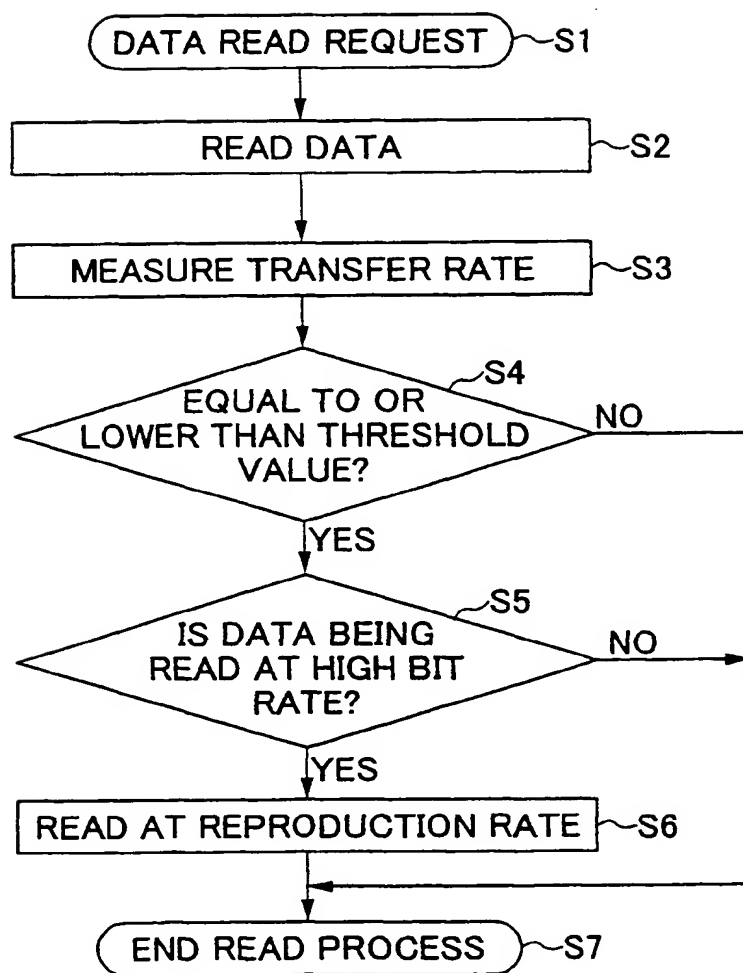 DATA READ REQUEST S1
READ DATA S2
MEASURE TRANSFER RATE S3
S4
EQUAL TO OR
LOWER THAN THRESHOLD
VALUE?
NO
YES
S5
IS DATA BEING
READ AT HIGH BIT
RATE?
NO
YES
READ AT REPRODUCTION RATE S6
END READ PROCESS S7